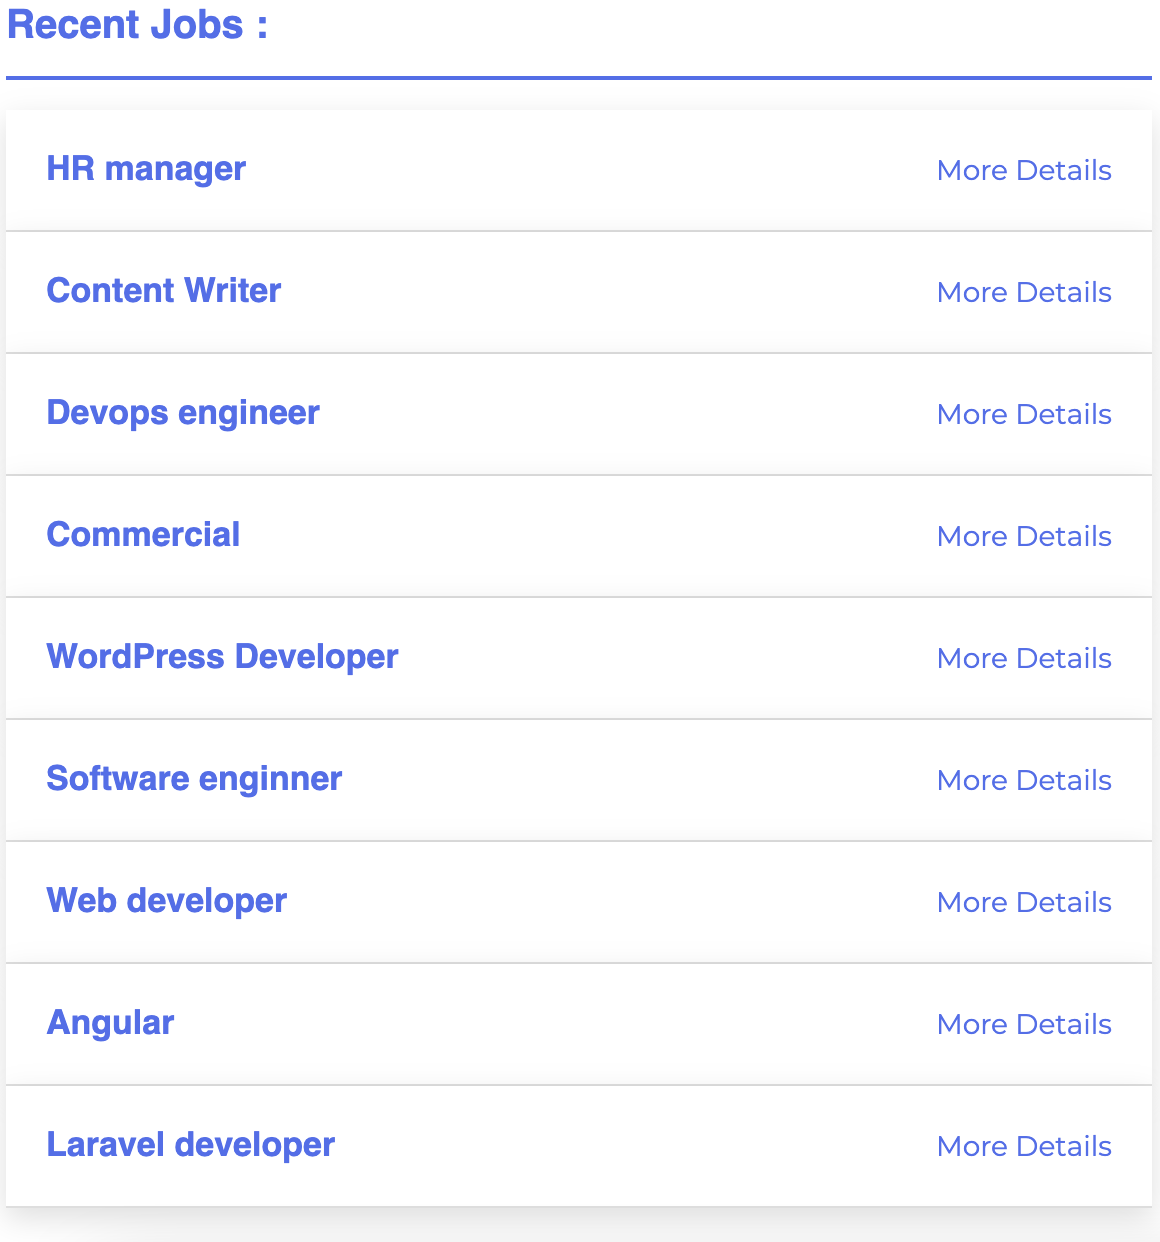 Recent Jobs :
HR manager More Details
Content Writer More Details
Devops engineer More Details
Commercial More Details
WordPress Developer More Details
Software enginner More Details
Web developer More Details
Angular More Details
Laravel developer More Details